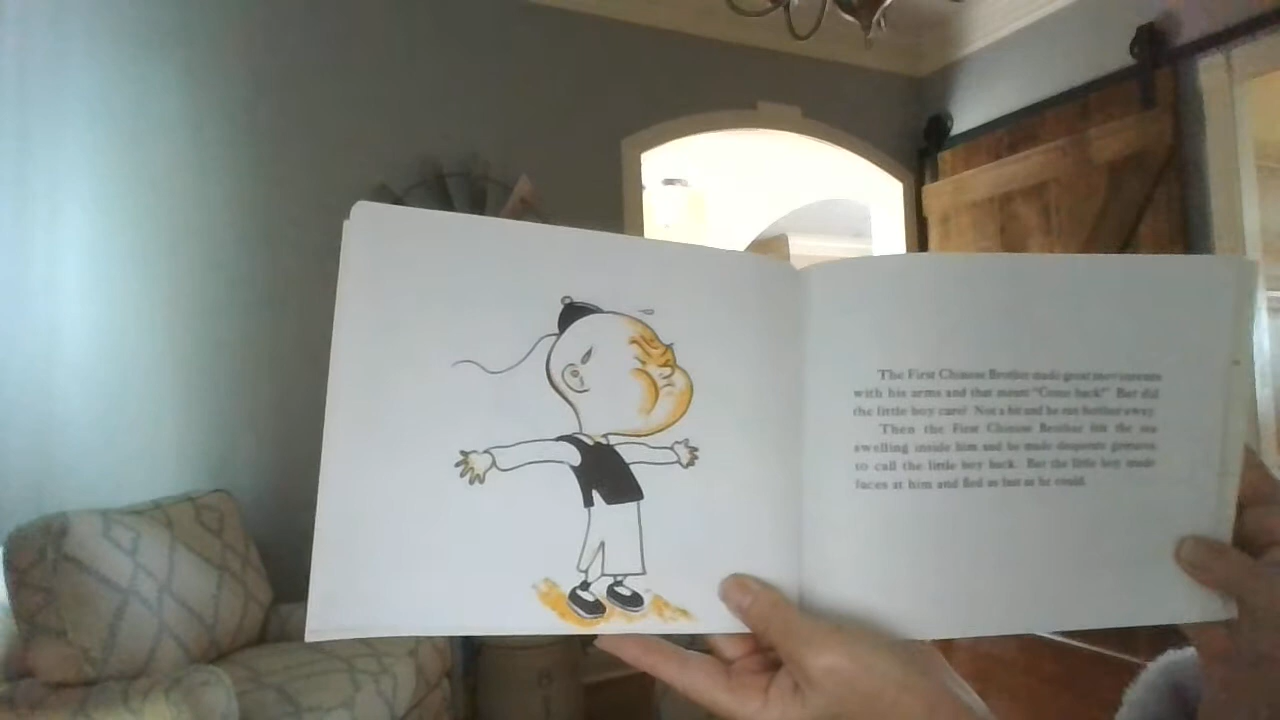 The First Chinese Brother made great movements
with his arms and that meant "Come back!" But did
the little boy care? Not a bit and he ran further away.
Then the First Chinese Brother felt the sea
swelling inside him and he made desperate gestures
to call the little boy back. But the little boy made
faces at him and fled as fast as he could.